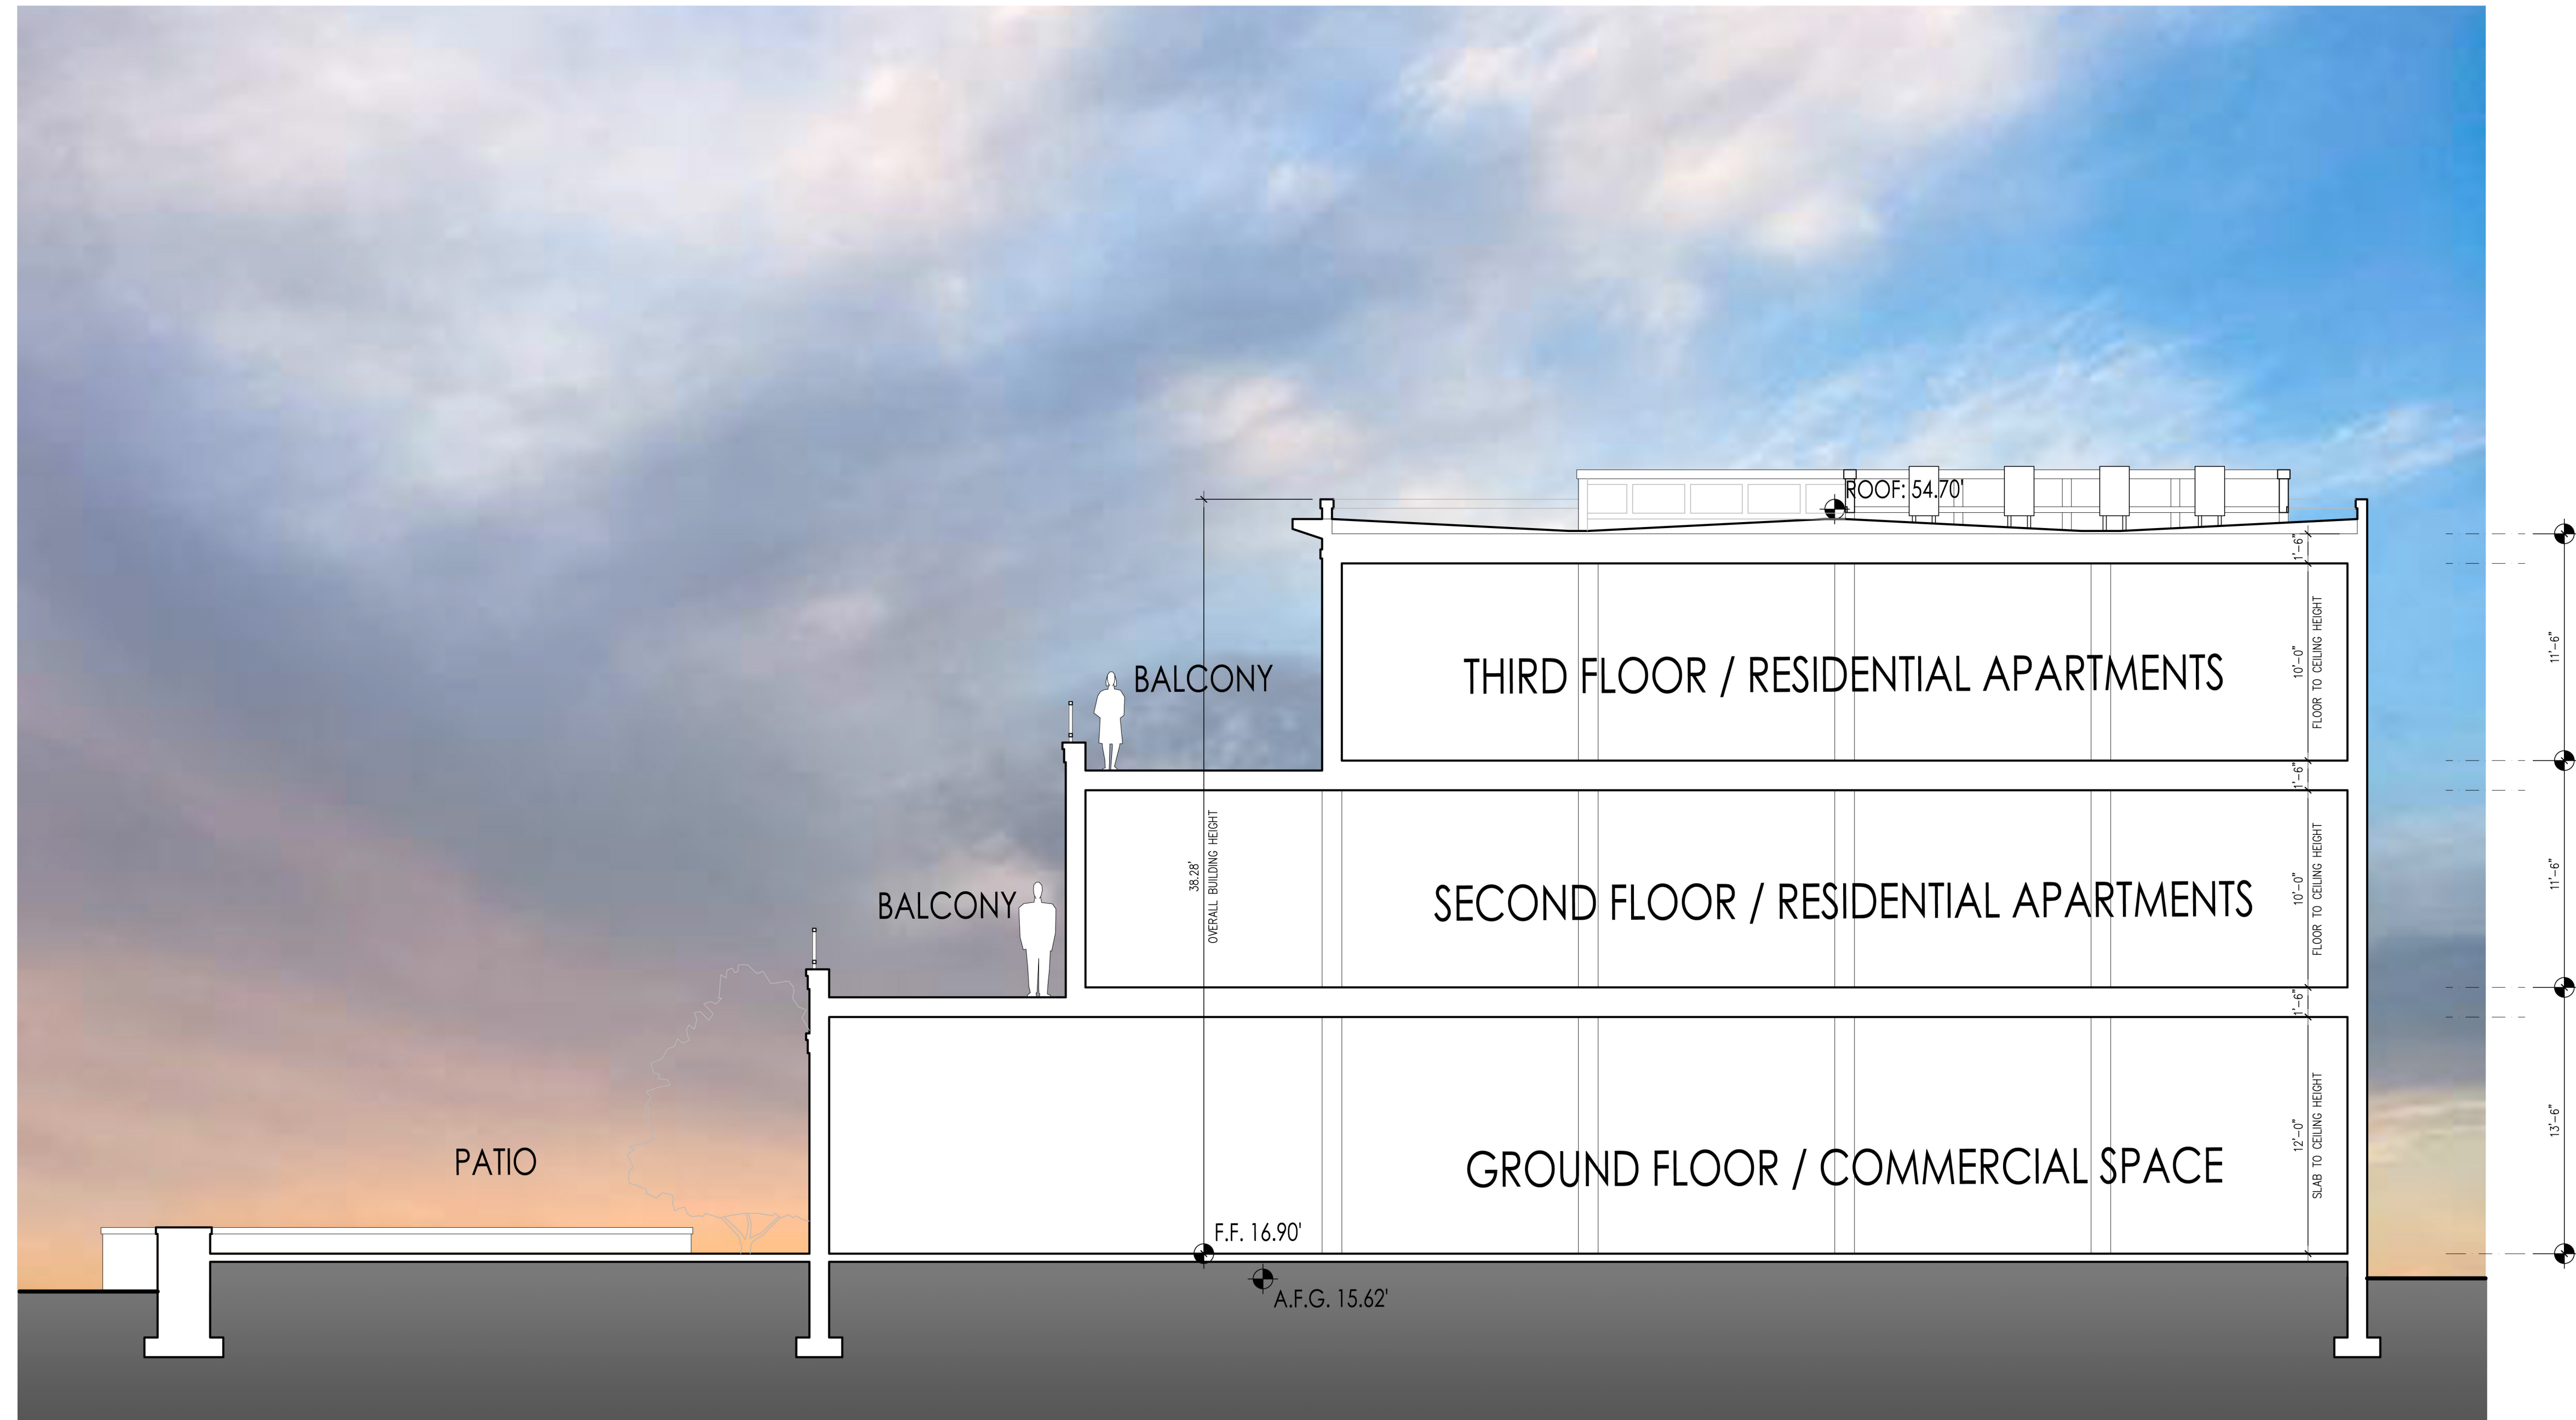 ROOF: 54.70'
1'-6"
BALCONY
THIRD FLOOR / RESIDENTIAL APARTMENTS
10'-0"
FLOOR TO CEILING HEIGHT
11'-6"
1'-6"
38.28'
OVERALL BUILDING HEIGHT
BALCONY
SECOND FLOOR / RESIDENTIAL APARTMENTS
10'-0"
FLOOR TO CEILING HEIGHT
11'-6"
1'-6"
PATIO
GROUND FLOOR / COMMERCIAL SPACE
12'-0"
SLAB TO CEILING HEIGHT
13'-6"
F.F. 16.90'
A.F.G. 15.62'